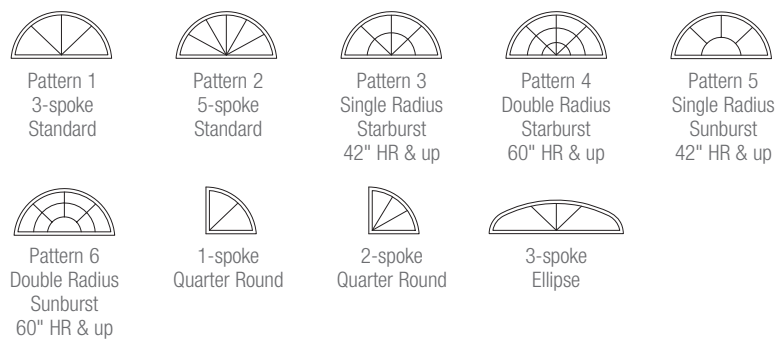 Pattern 1
3-spoke
Standard
Pattern 2
5-spoke
Standard
Pattern 3
Single Radius
Starburst
42" HR & up
Pattern 4
Double Radius
Starburst
60" HR & up
Pattern 5
Single Radius
Sunburst
42" HR & up
Pattern 6
Double Radius
Sunburst
60" HR & up
1-spoke
Quarter Round
2-spoke
Quarter Round
3-spoke
Ellipse